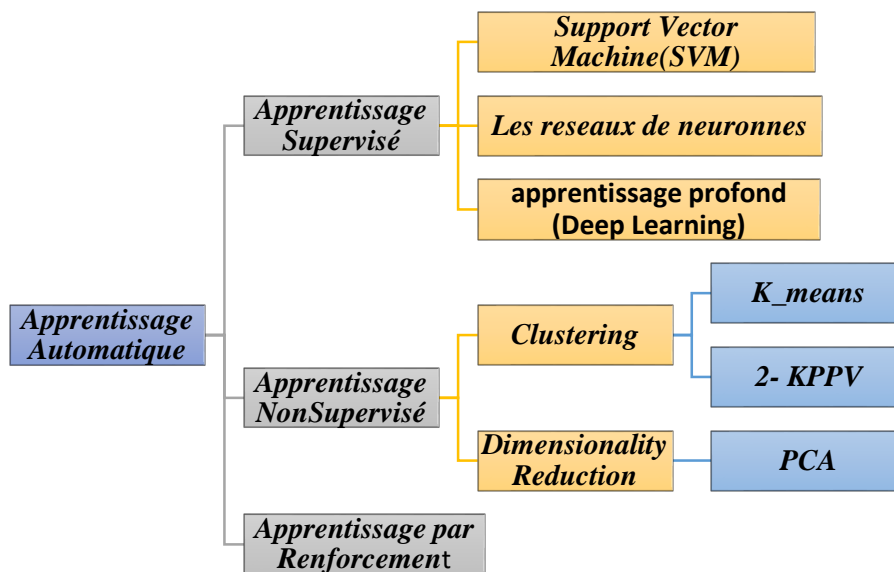 Support Vector
Machine(SVM)
Apprentissage
Supervisé
Les reseaux de neuronnes
apprentissage profond
(Deep Learning)
Apprentissage
Automatique
Apprentissage
NonSupervisé
Clustering
K_means
2- KPPV
Dimensionality
Reduction
PCA
Apprentissage par
Renforcement